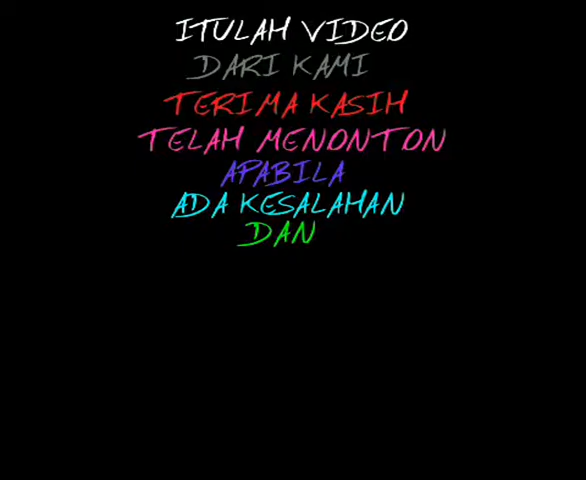 ITULAH VIDEO
DARI KAMI
TERIMA KASIH
TELAH MENONTON
APABILA
ADA KESALAHAN
DAN